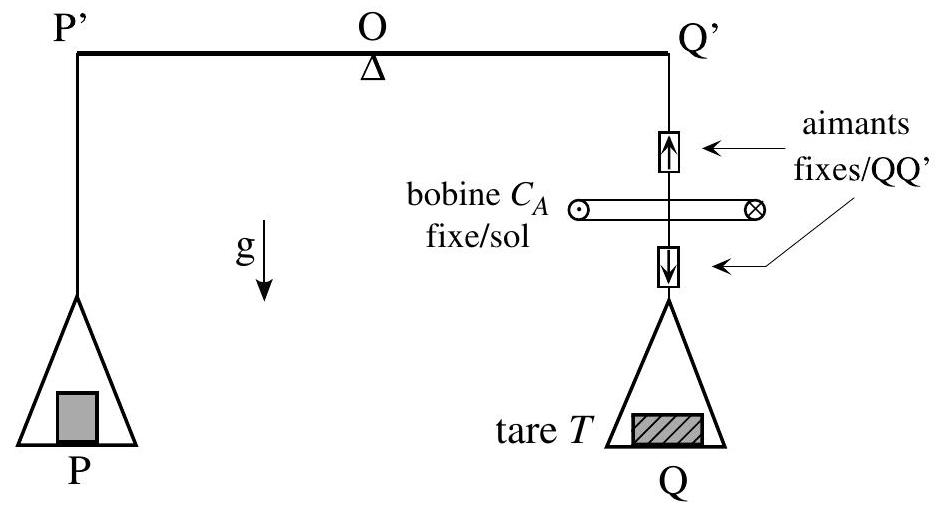 P’
O
Δ
Q’
aimants
fixes/QQ’
bobine C_A
fixe/sol
g
tare T
P
Q